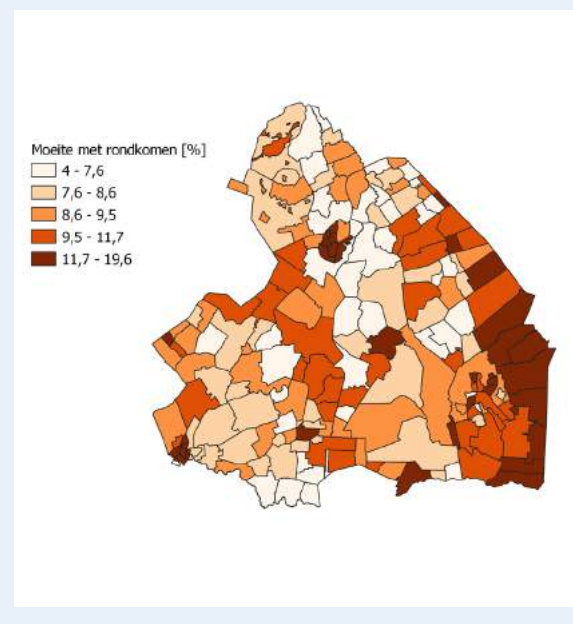 Moeite met rondkomen [%]
4 - 7,6
7,6 - 8,6
8,6 - 9,5
9,5 - 11,7
11,7 - 19,6